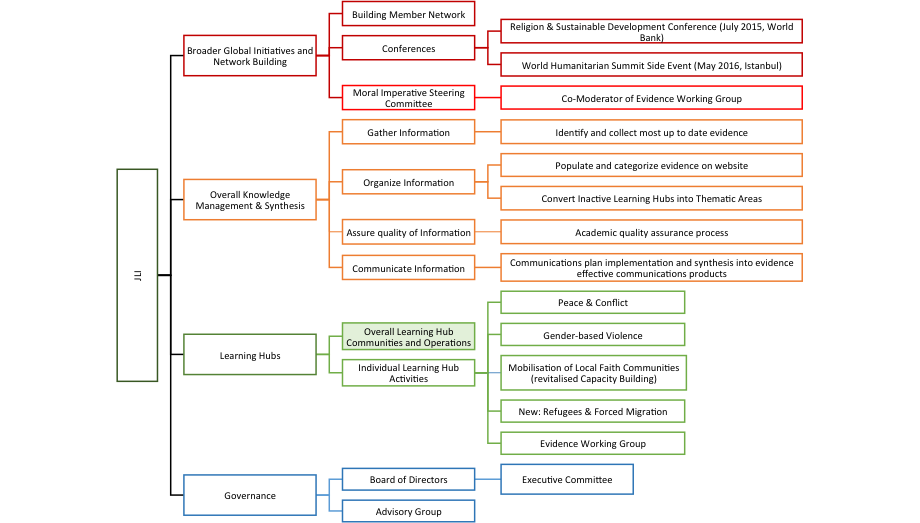 JLI
Broader Global Initiatives and
Network Building
Building Member Network
Conferences
Religion & Sustainable Development Conference (July 2015, World
Bank)
World Humanitarian Summit Side Event (May 2016, Istanbul)
Moral Imperative Steering
Committee
Co-Moderator of Evidence Working Group
Overall Knowledge
Management & Synthesis
Gather Information
Identify and collect most up to date evidence
Organize Information
Populate and categorize evidence on website
Convert Inactive Learning Hubs into Thematic Areas
Assure quality of Information
Academic quality assurance process
Communicate Information
Communications plan implementation and synthesis into evidence
effective communications products
Learning Hubs
Overall Learning Hub
Communities and Operations
Individual Learning Hub
Activities
Peace & Conflict
Gender-based Violence
Mobilisation of Local Faith Communities
(revitalised Capacity Building)
New: Refugees & Forced Migration
Evidence Working Group
Governance
Board of Directors
Executive Committee
Advisory Group